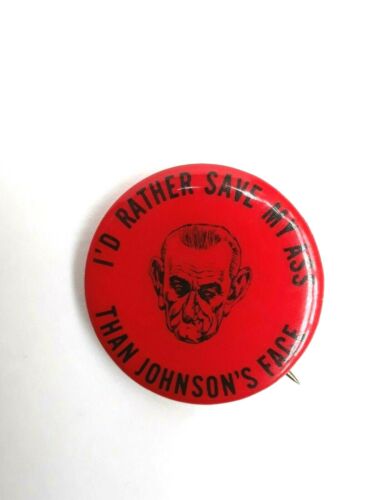 I'D RATHER SAVE MY ASS
THAN JOHNSON'S FACE